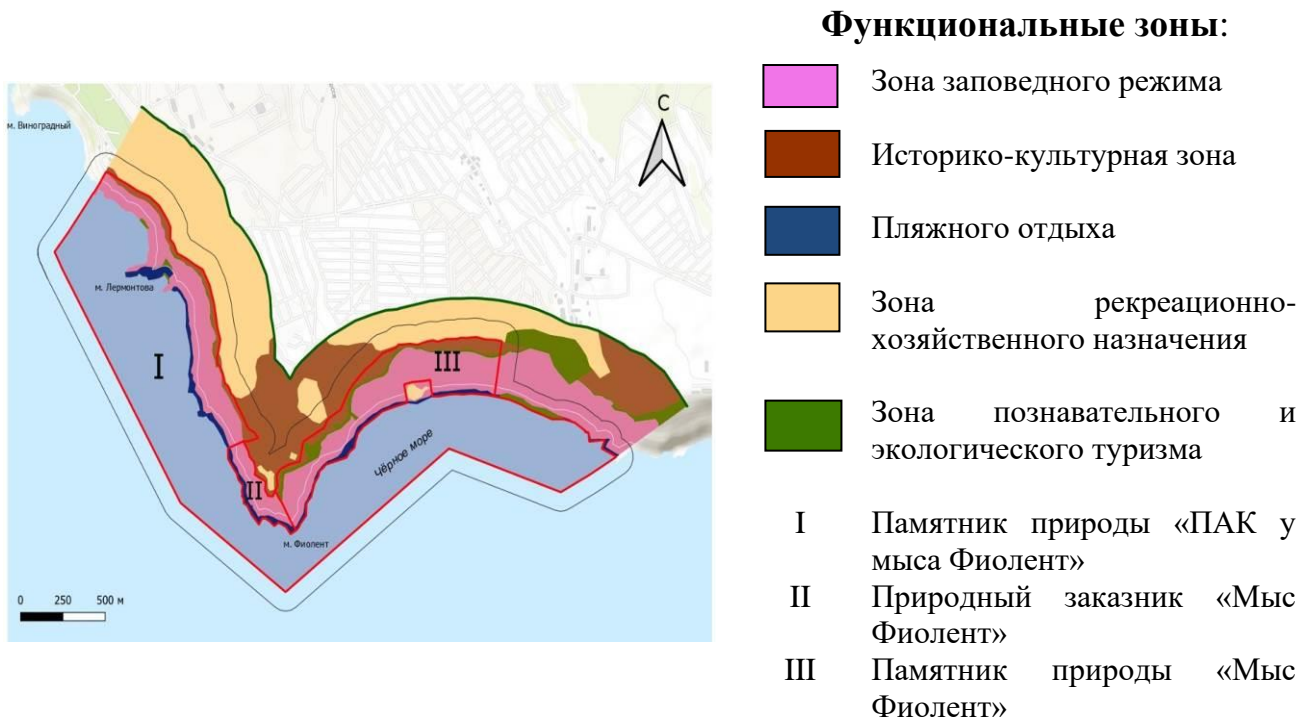 Функциональные зоны:
Зона заповедного режима
Историко-культурная зона
Пляжного отдыха
Зона рекреационно-
хозяйственного назначения
Зона познавательного и
экологического туризма
I Памятник природы «ПАК у
мыса Фиолент»
II Природный заказник «Мыс
Фиолент»
III Памятник природы «Мыс
Фиолент»
м. Виноградный
С
м. Лермонтова
I
III
II
Чёрное море
м. Фиолент
0 250 500 м